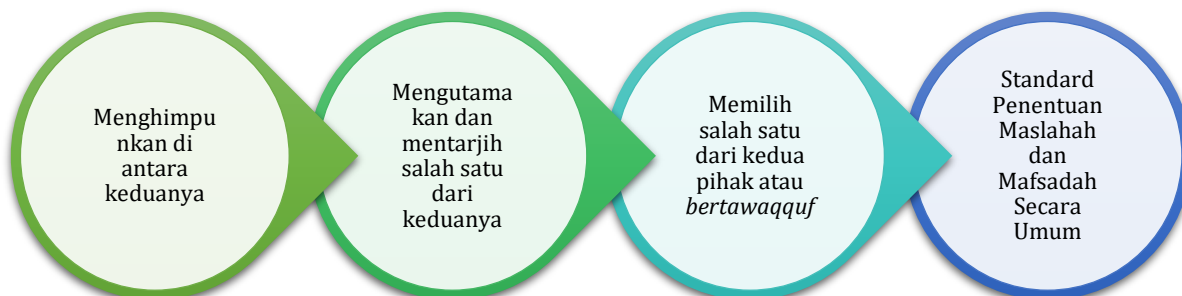 Menghimpu
nkan di
antara
keduanya
Mengutama
kan dan
mentarjih
salah satu
dari
keduanya
Memilih
salah satu
dari kedua
pihak atau
bertawaqquf
Standard
Penentuan
Maslahah
dan
Mafsadah
Secara
Umum